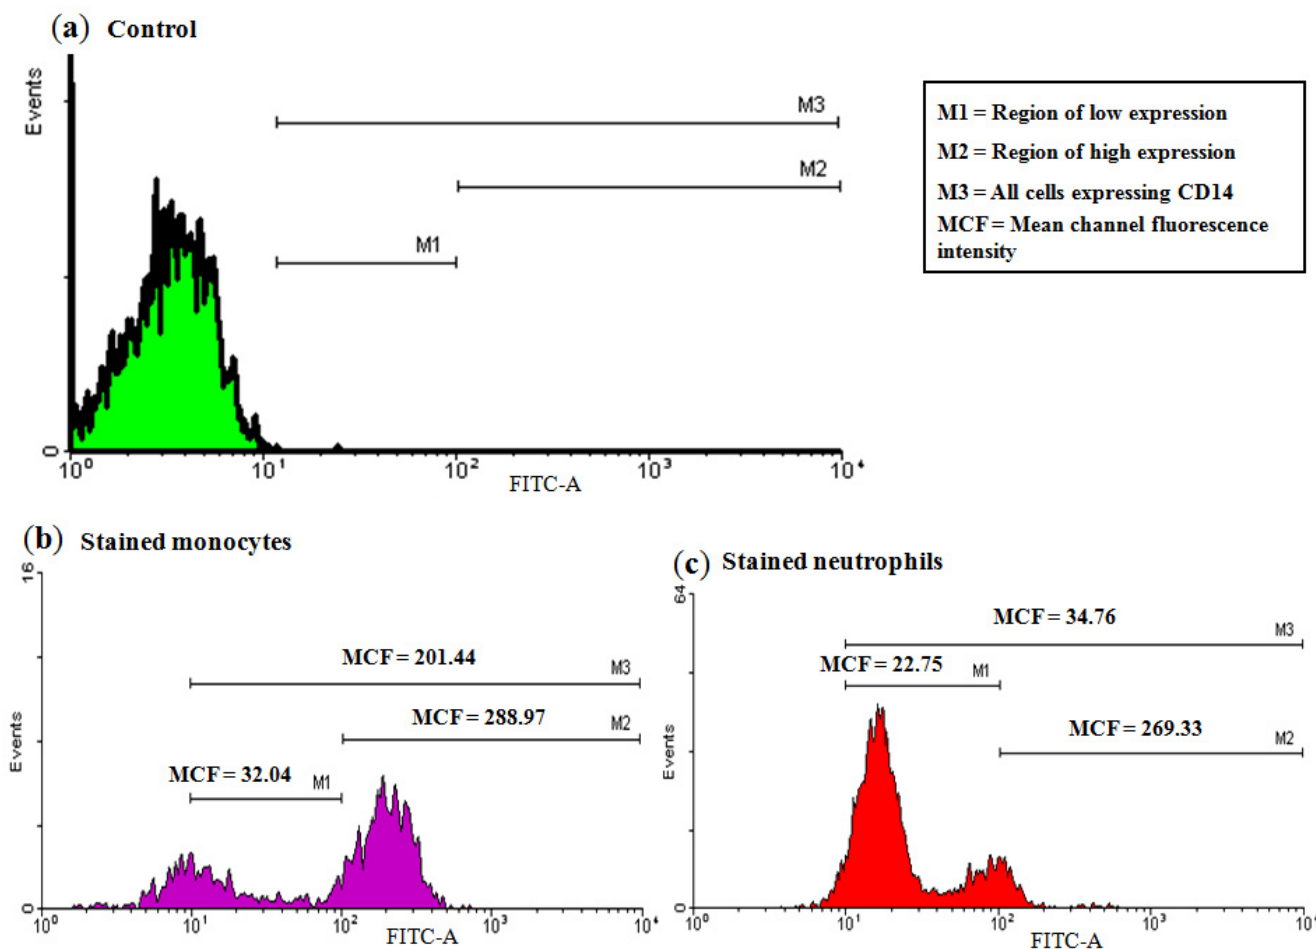 (a) Control
Events
M3
M2
M1
0
10⁰ 10¹ 10² 10³ 10⁴
FITC-A
M1 = Region of low expression
M2 = Region of high expression
M3 = All cells expressing CD14
MCF = Mean channel fluorescence
intensity
(b) Stained monocytes
16
Events
MCF = 201.44
M3
MCF = 288.97
M2
MCF = 32.04
M1
0
10⁰ 10¹ 10² 10³ 10⁴
FITC-A
(c) Stained neutrophils
64
Events
MCF = 34.76
M3
MCF = 22.75
M1
MCF = 269.33
M2
0
10⁰ 10¹ 10² 10³ 10⁴
FITC-A